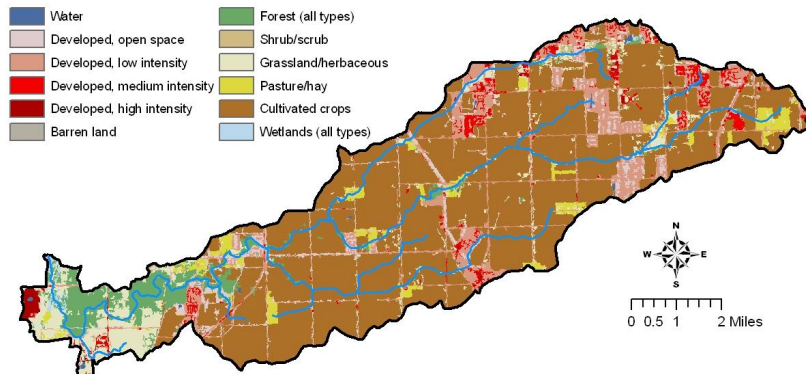 Water
Developed, open space
Developed, low intensity
Developed, medium intensity
Developed, high intensity
Barren land
Forest (all types)
Shrub/scrub
Grassland/herbaceous
Pasture/hay
Cultivated crops
Wetlands (all types)
N
W E
S
0 0.5 1 2 Miles